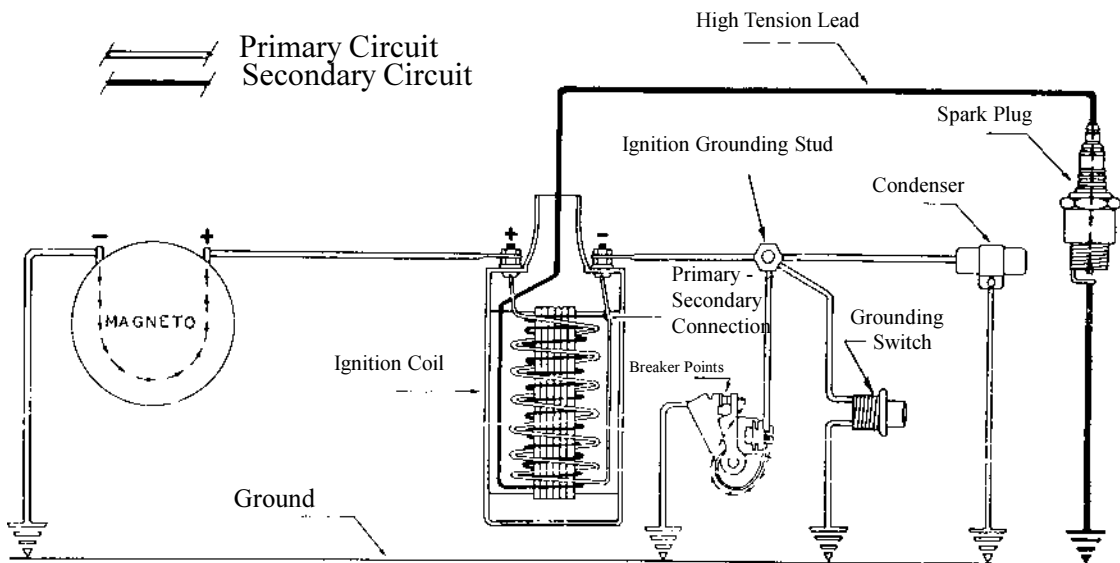 High Tension Lead
Primary Circuit
Secondary Circuit
Spark Plug
Ignition Grounding Stud
Condenser
-
+
+
-
Primary -
Secondary
Connection
MAGNETO
Grounding
Switch
Ignition Coil
Breaker Points
Ground